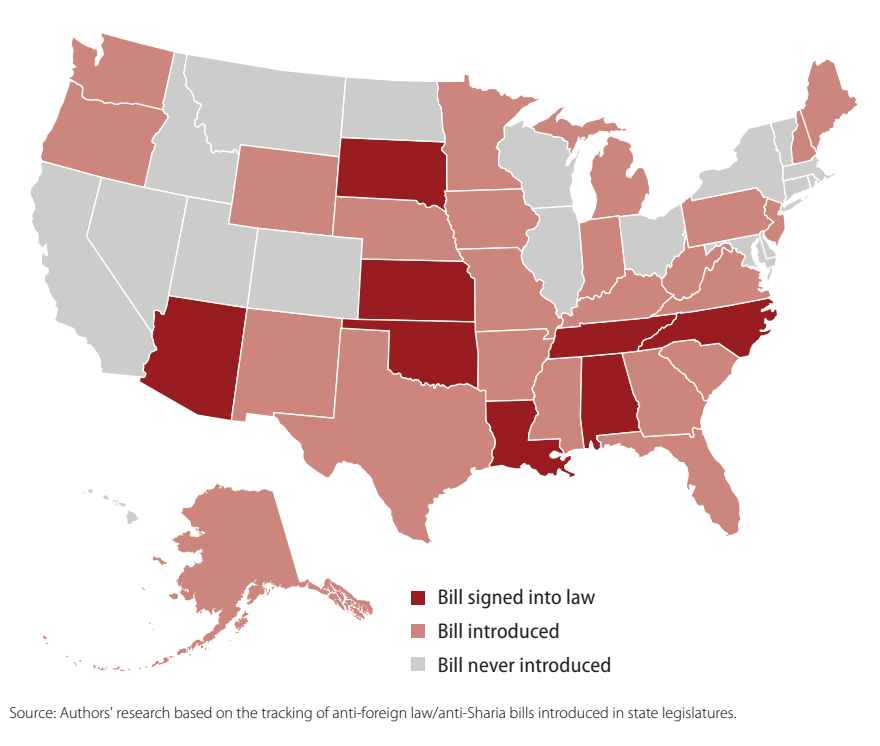 Bill signed into law
Bill introduced
Bill never introduced
Source: Authors' research based on the tracking of anti-foreign law/anti-Sharia bills introduced in state legislatures.